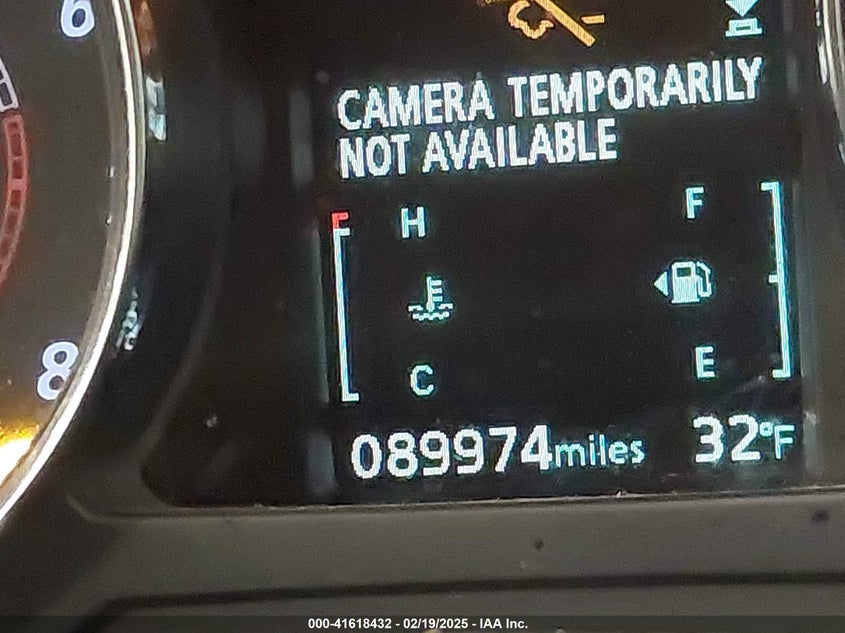 6
CAMERA TEMPORARILY
NOT AVAILABLE
H F
8
C E
089974miles 32°F
000-41618432 - 02/19/2025 - IAA Inc.